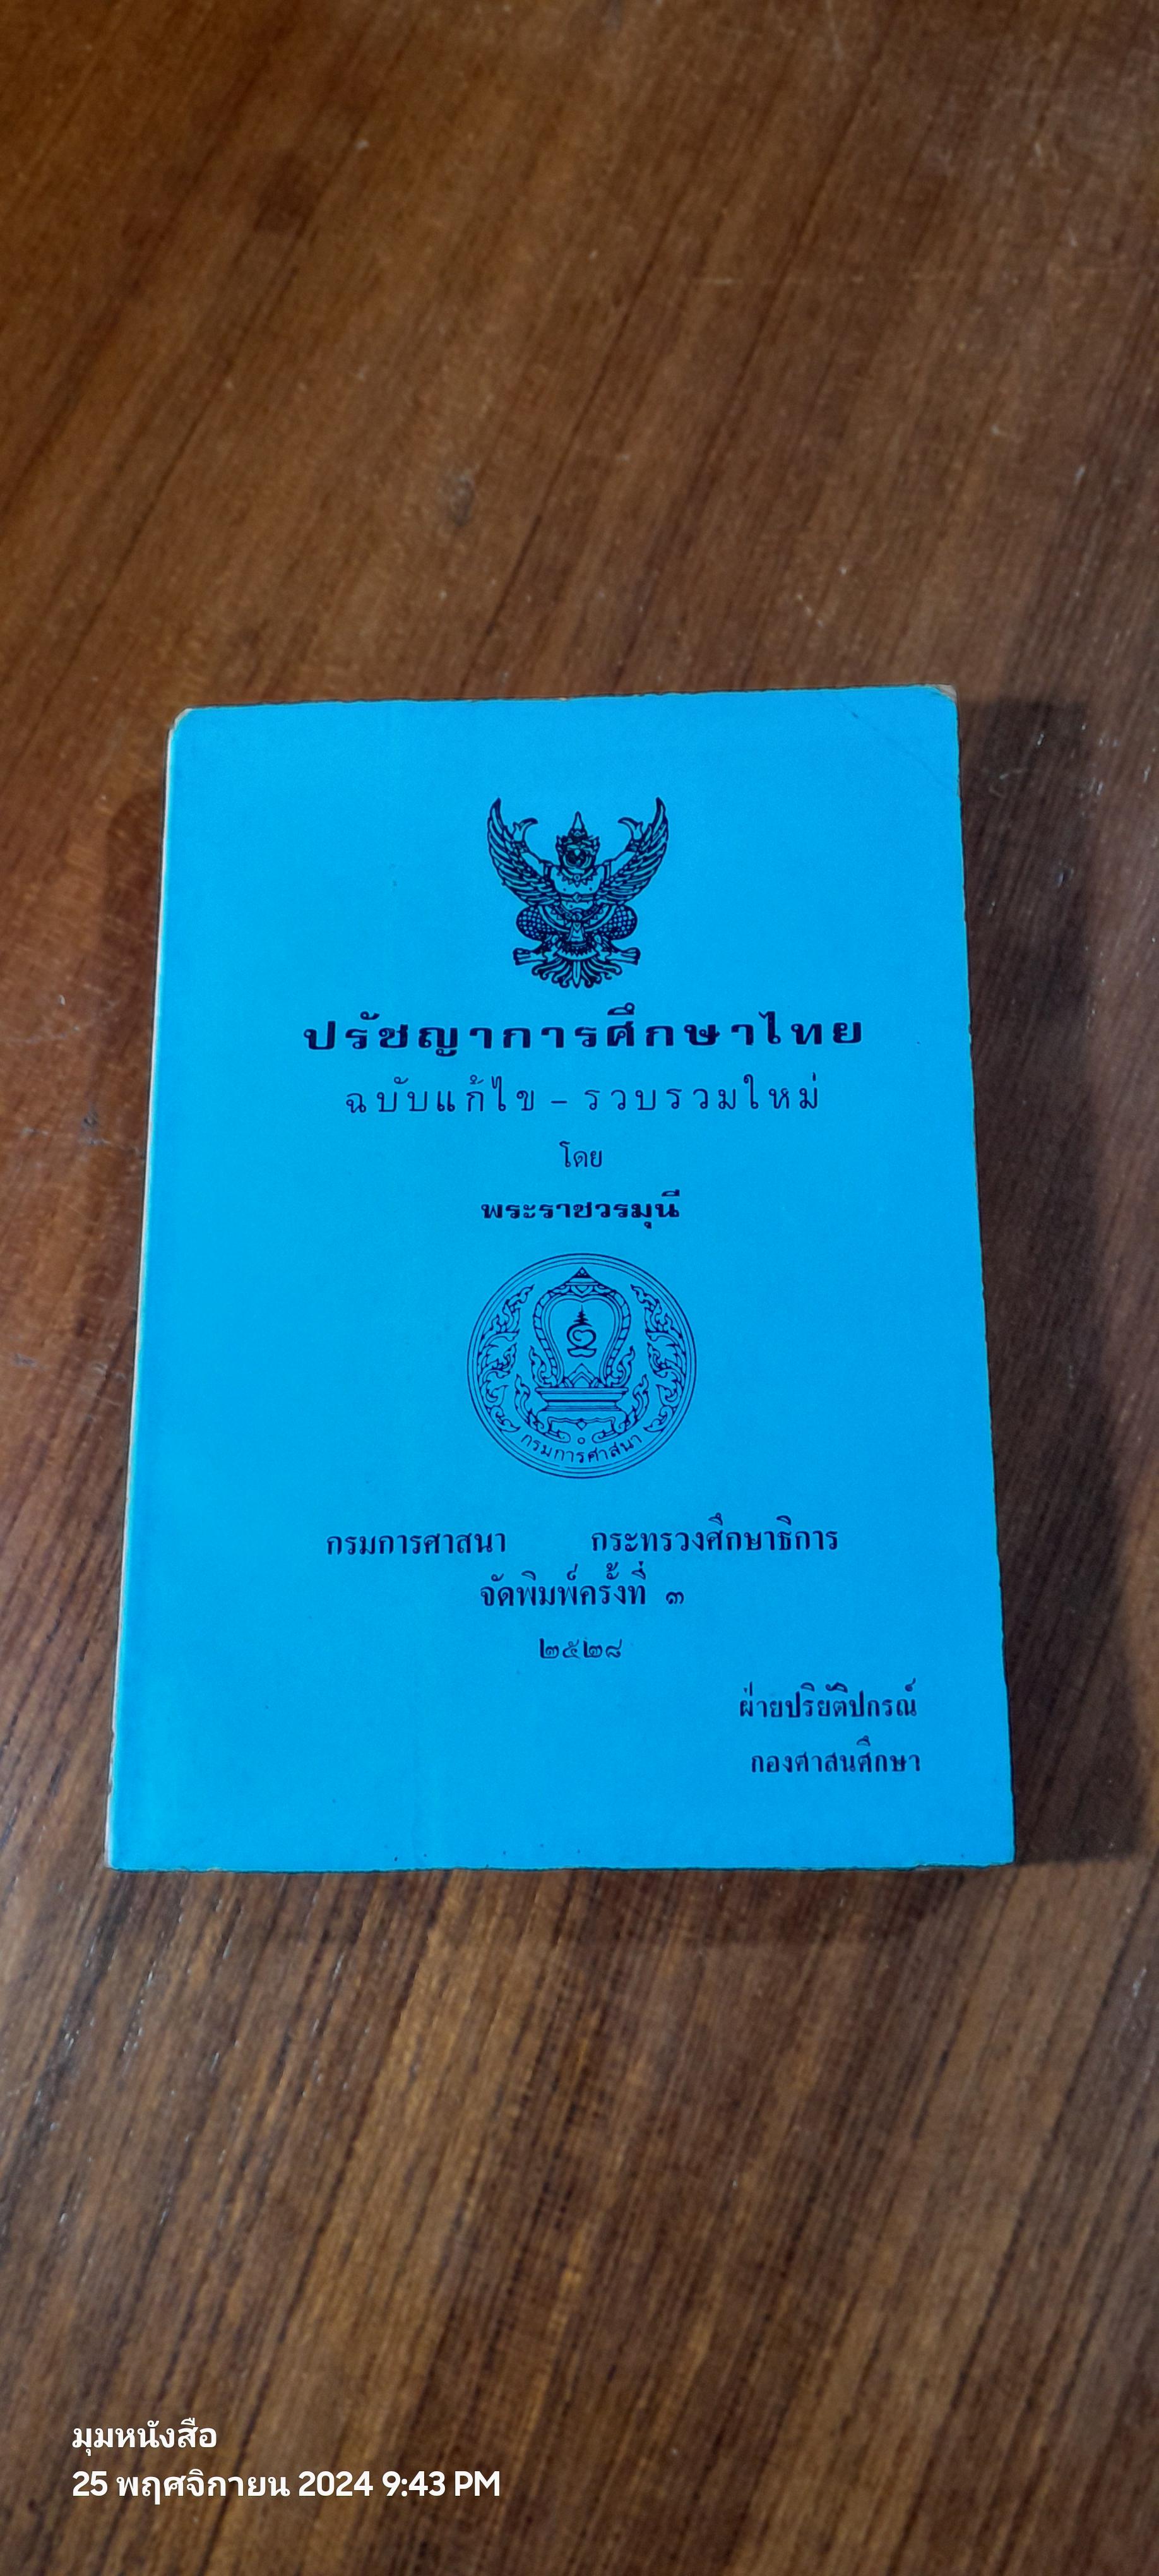 ปรัชญาการศึกษาไทย
ฉบับแก้ไข – รวบรวมใหม่
โดย
พระราชวรมุนี
กรมการศาสนา
กรมการศาสนา กระทรวงศึกษาธิการ
จัดพิมพ์ครั้งที่ ๓
๒๕๒๘
ฝ่ายปริยัติปกรณ์
กองศาสนศึกษา
มุมหนังสือ
25 พฤศจิกายน 2024 9:43 PM